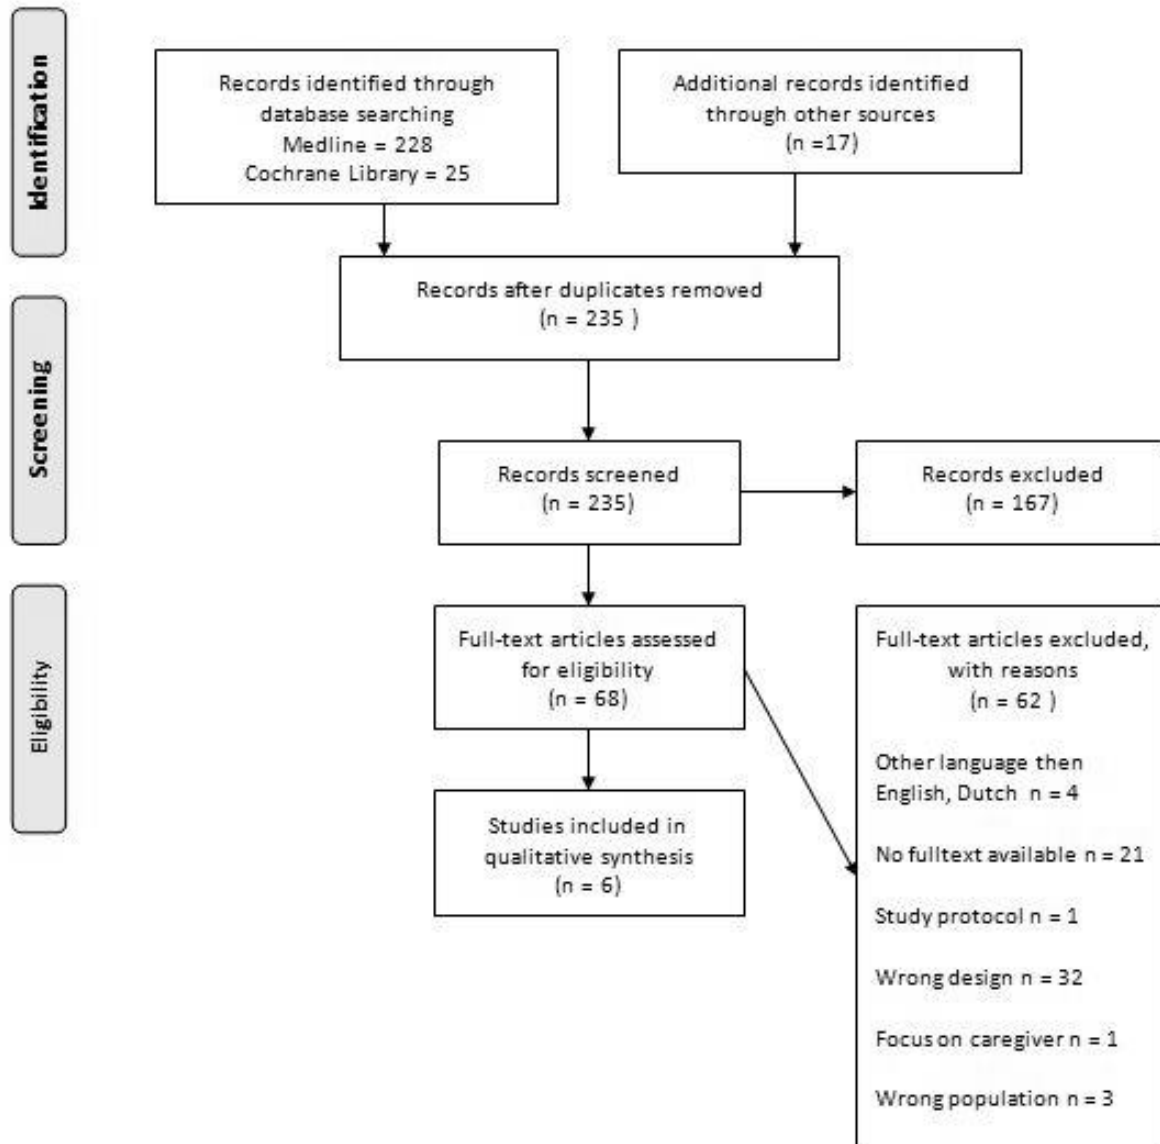 Identification
Records identified through
database searching
Medline = 228
Cochrane Library = 25
Additional records identified
through other sources
(n =17)
Records after duplicates removed
(n = 235 )
Screening
Records screened
(n = 235)
Records excluded
(n = 167)
Eligibility
Full-text articles assessed
for eligibility
(n = 68)
Full-text articles excluded,
with reasons
(n = 62 )
Other language then
English, Dutch n = 4
No fulltext available n = 21
Study protocol n = 1
Wrong design n = 32
Focus on caregiver n = 1
Wrong population n = 3
Studies included in
qualitative synthesis
(n = 6)